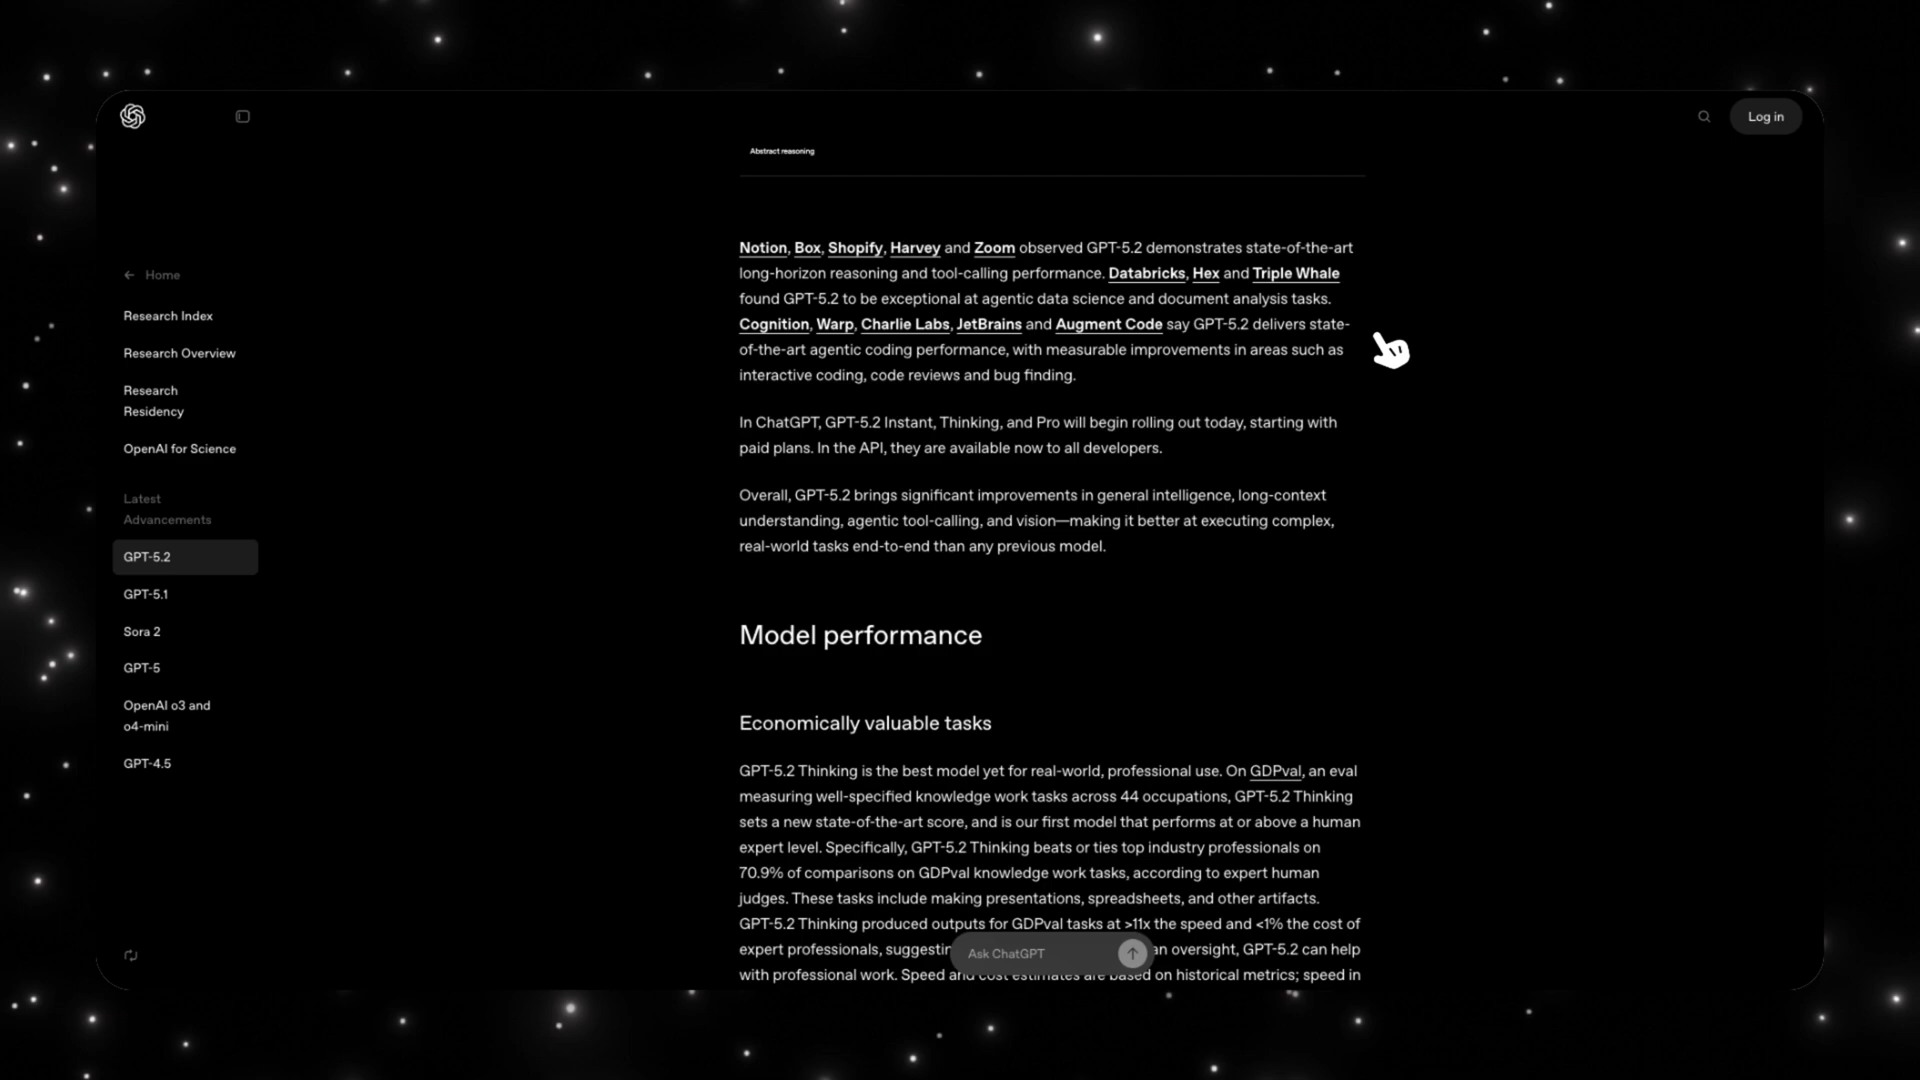 Log in
Abstract reasoning
Home
Research Index
Research Overview
Research
Residency
OpenAI for Science
Latest
Advancements
GPT-5.2
GPT-5.1
Sora 2
GPT-5
OpenAI o3 and
o4-mini
GPT-4.5
Notion, Box, Shopify, Harvey and Zoom observed GPT-5.2 demonstrates state-of-the-art
long-horizon reasoning and tool-calling performance. Databricks, Hex and Triple Whale
found GPT-5.2 to be exceptional at agentic data science and document analysis tasks.
Cognition, Warp, Charlie Labs, JetBrains and Augment Code say GPT-5.2 delivers state-
of-the-art agentic coding performance, with measurable improvements in areas such as
interactive coding, code reviews and bug finding.
In ChatGPT, GPT-5.2 Instant, Thinking, and Pro will begin rolling out today, starting with
paid plans. In the API, they are available now to all developers.
Overall, GPT-5.2 brings significant improvements in general intelligence, long-context
understanding, agentic tool-calling, and vision—making it better at executing complex,
real-world tasks end-to-end than any previous model.
Model performance
Economically valuable tasks
GPT-5.2 Thinking is the best model yet for real-world, professional use. On GDPval, an eval
measuring well-specified knowledge work tasks across 44 occupations, GPT-5.2 Thinking
sets a new state-of-the-art score, and is our first model that performs at or above a human
expert level. Specifically, GPT-5.2 Thinking beats or ties top industry professionals on
70.9% of comparisons on GDPval knowledge work tasks, according to expert human
judges. These tasks include making presentations, spreadsheets, and other artifacts.
GPT-5.2 Thinking produced outputs for GDPval tasks at >11x the speed and <1% the cost of
expert professionals, oversight, GPT-5.2 can help
with professional work. Speed and cost estimates are based on historical metrics; speed in
Ask ChatGPT